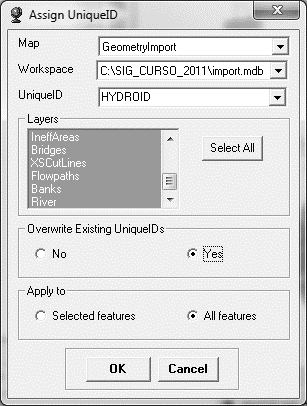 Assign UniqueID
Map GeometryImport
Workspace C:\SIG_CURSO_2011\import.mdb
UniqueID HYDROID
Layers
IneffAreas
Bridges
XSCutLines
Flowpaths
Banks
River
Select All
Overwrite Existing UniqueIDs
No Yes
Apply to
Selected features All features
OK Cancel